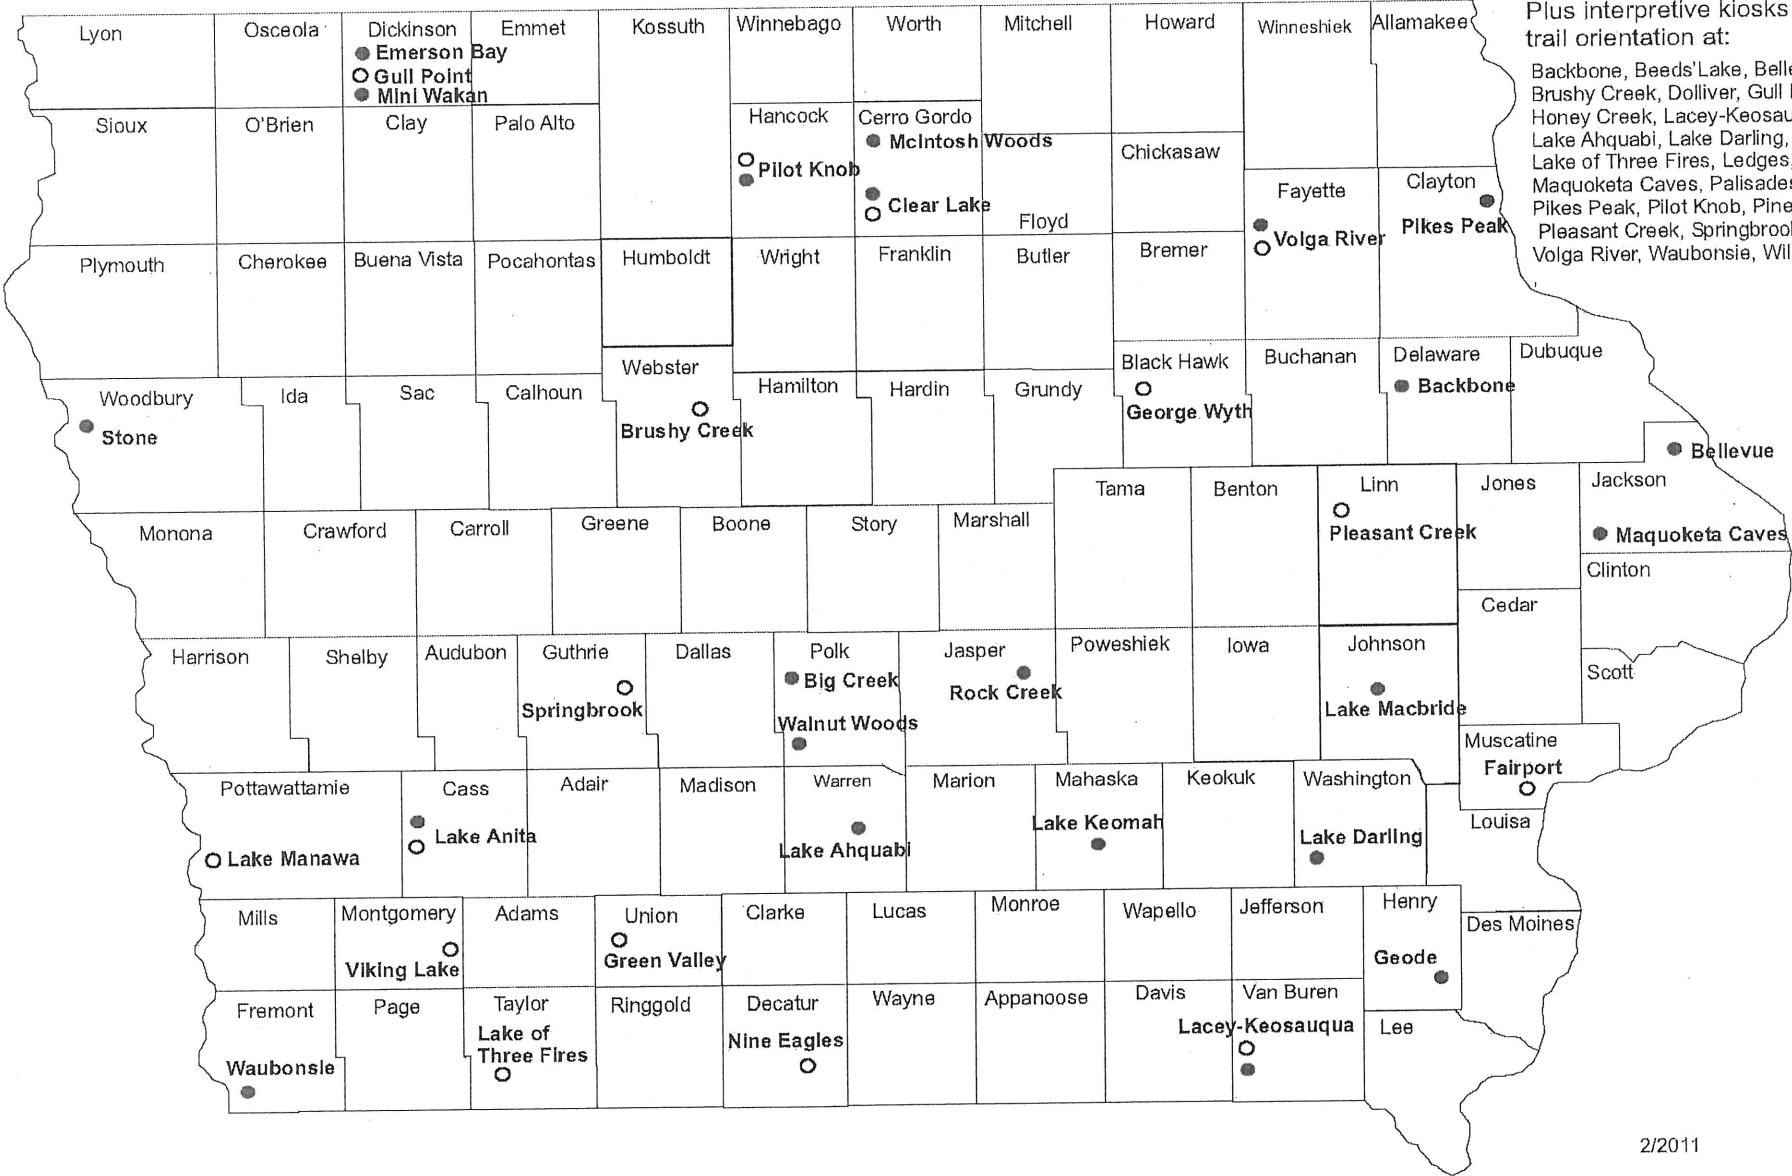 Plus interpretive kiosks
trail orientation at:
Backbone, Beeds'Lake, Belle
Brushy Creek, Dolliver, Gull
Honey Creek, Lacey-Keosau
Lake Ahquabi, Lake Darling,
Lake of Three Fires, Ledges,
Maquoketa Caves, Palisades
Pikes Peak, Pilot Knob, Pine
Pleasant Creek, Springbrook
Volga River, Waubonsie, Wil
Lyon
Osceola
Dickinson
Emerson Bay
Gull Point
Mini Wakan
Emmet
Kossuth
Winnebago
Worth
Mitchell
Howard
Winneshiek
Allamakee
Sioux
O'Brien
Clay
Palo Alto
Hancock
Pilot Knob
Cerro Gordo
McIntosh Woods
Clear Lake
Floyd
Chickasaw
Fayette
Volga River
Clayton
Pikes Peak
Plymouth
Cherokee
Buena Vista
Pocahontas
Humboldt
Wright
Franklin
Butler
Bremer
Woodbury
Stone
Ida
Sac
Calhoun
Webster
Brushy Creek
Hamilton
Hardin
Grundy
Black Hawk
George Wyth
Buchanan
Delaware
Backbone
Dubuque
Bellevue
Monona
Crawford
Carroll
Greene
Boone
Story
Marshall
Tama
Benton
Linn
Pleasant Creek
Jones
Jackson
Maquoketa Caves
Clinton
Cedar
Harrison
Shelby
Audubon
Guthrie
Springbrook
Dallas
Polk
Big Creek
Walnut Woods
Jasper
Rock Creek
Poweshiek
Iowa
Johnson
Lake Macbride
Scott
Muscatine
Fairport
Pottawattamie
Lake Manawa
Cass
Lake Anita
Adair
Madison
Warren
Lake Ahquabi
Marion
Mahaska
Lake Keomah
Keokuk
Washington
Lake Darling
Louisa
Mills
Montgomery
Viking Lake
Adams
Union
Green Valley
Clarke
Lucas
Monroe
Wapello
Jefferson
Henry
Geode
Des Moines
Fremont
Waubonsie
Page
Taylor
Lake of
Three Fires
Ringgold
Decatur
Nine Eagles
Wayne
Appanoose
Davis
Van Buren
Lacey-Keosauqua
Lee
2/2011